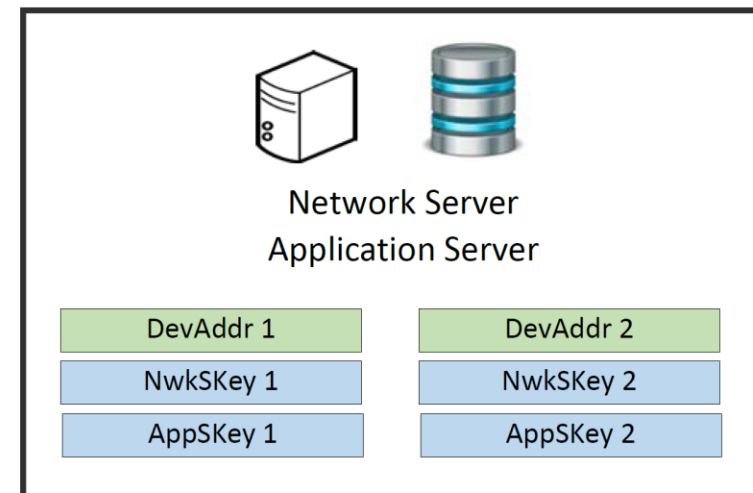 Network Server
Application Server
DevAddr 1
DevAddr 2
NwkSKey 1
NwkSKey 2
AppSKey 1
AppSKey 2